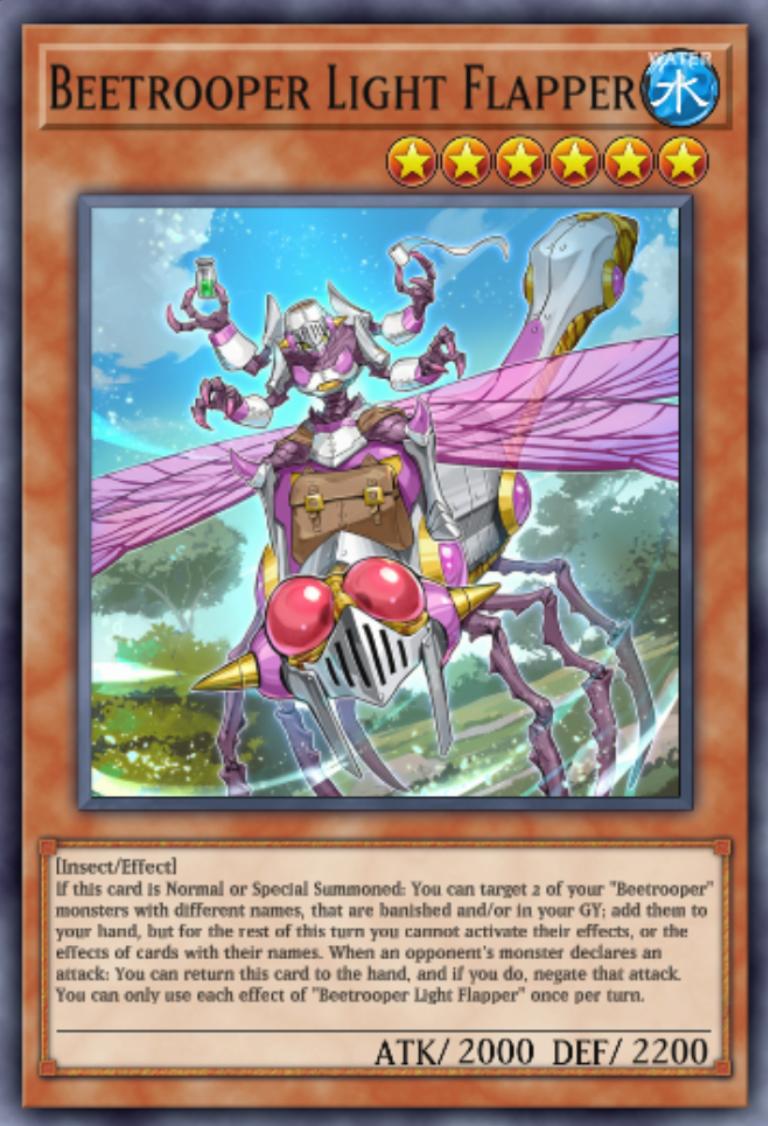 Beetrooper Light Flapper
WATER
水
[Insect/Effect]
If this card is Normal or Special Summoned: You can target 2 of your "Beetrooper"
monsters with different names, that are banished and/or in your GY; add them to
your hand, but for the rest of this turn you cannot activate their effects, or the
effects of cards with their names. When an opponent's monster declares an
attack: You can return this card to the hand, and if you do, negate that attack.
You can only use each effect of "Beetrooper Light Flapper" once per turn.
ATK/ 2000 DEF/ 2200